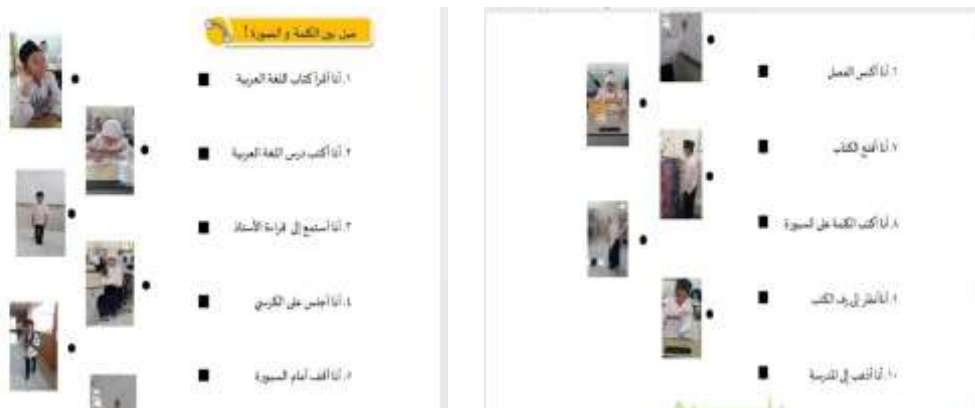 صل بين الكلمة و الصورة !
١. أنا أقرأ كتاب اللغة العربية
٢. أنا أكتب درس اللغة العربية
٣. أنا أستمع إلى قراءة الأستاذ
٤. أنا أجلس على الكرسي
٥. أنا أقف أمام السبورة
٦. أنا أكنس الفصل
٧. أنا أفتح الكتاب
٨. أنا أكتب الكلمة على السبورة
٩. أنا أنظر إلى رف الكتب
١٠. أنا أذهب إلى المدرسة